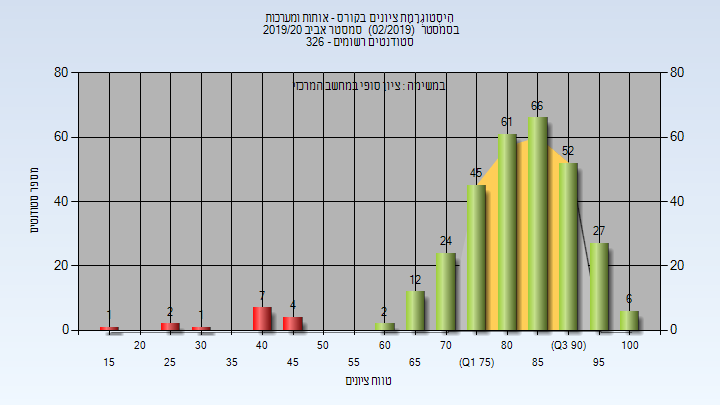 היסטוגרמת ציונים בקורס - אותות ומערכות
בסמסטר (02/2019) סמסטר אביב 2019/20
סטודנטים רשומים - 326
במשימה : ציון סופי במחשב המרכזי
80 80
60 60
40 40
20 20
0 0
מספר סטודנטים
1 2 1 7 4 2 12 24 45 61 66 52 27 6
20 30 40 50 60 70 80 (Q3 90) 100
15 25 35 45 55 65 (Q1 75) 85 95
טווח ציונים